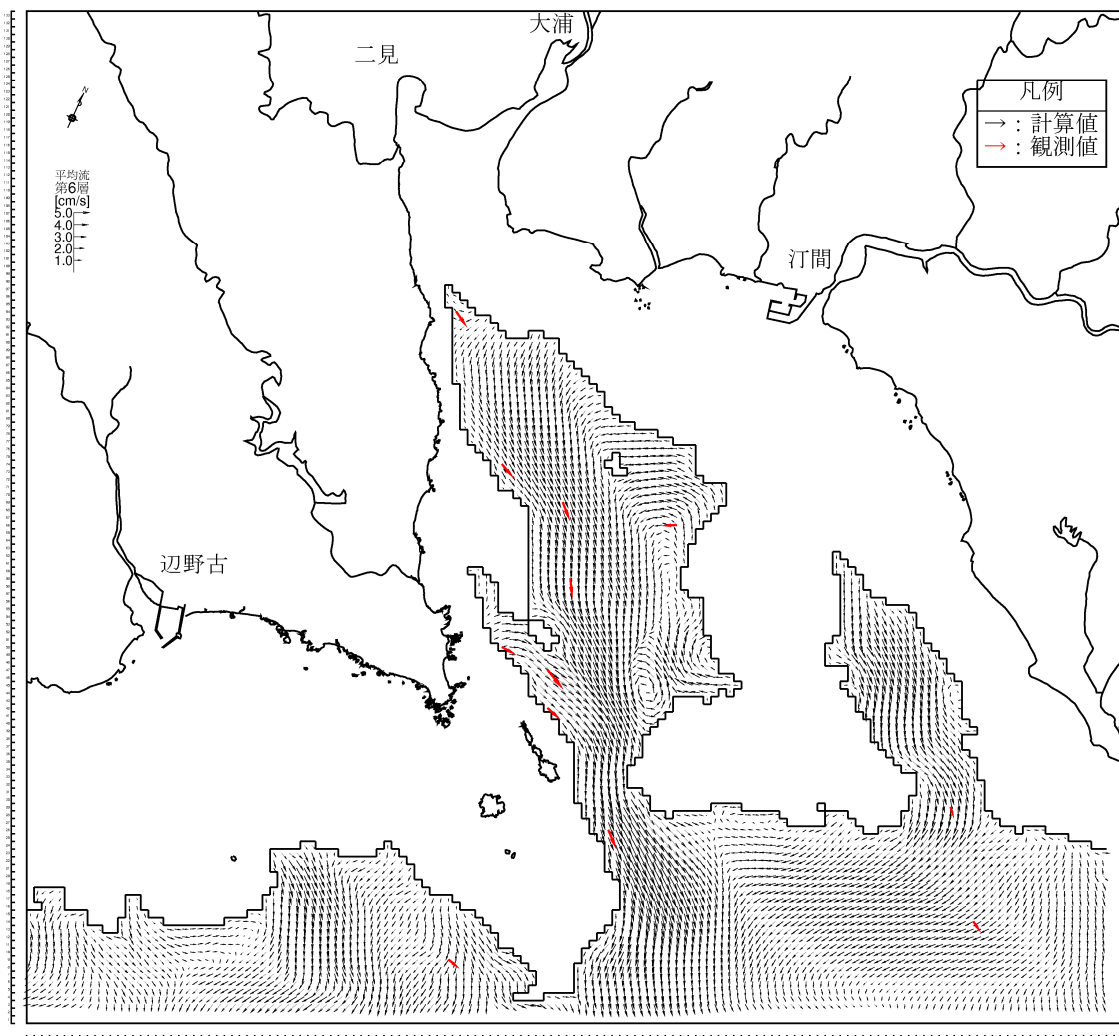 大浦
二見
N
凡例
→ : 計算値
→ : 観測値
平均流
第6層
[cm/s]
5.0
4.0
3.0
2.0
1.0
汀間
辺野古